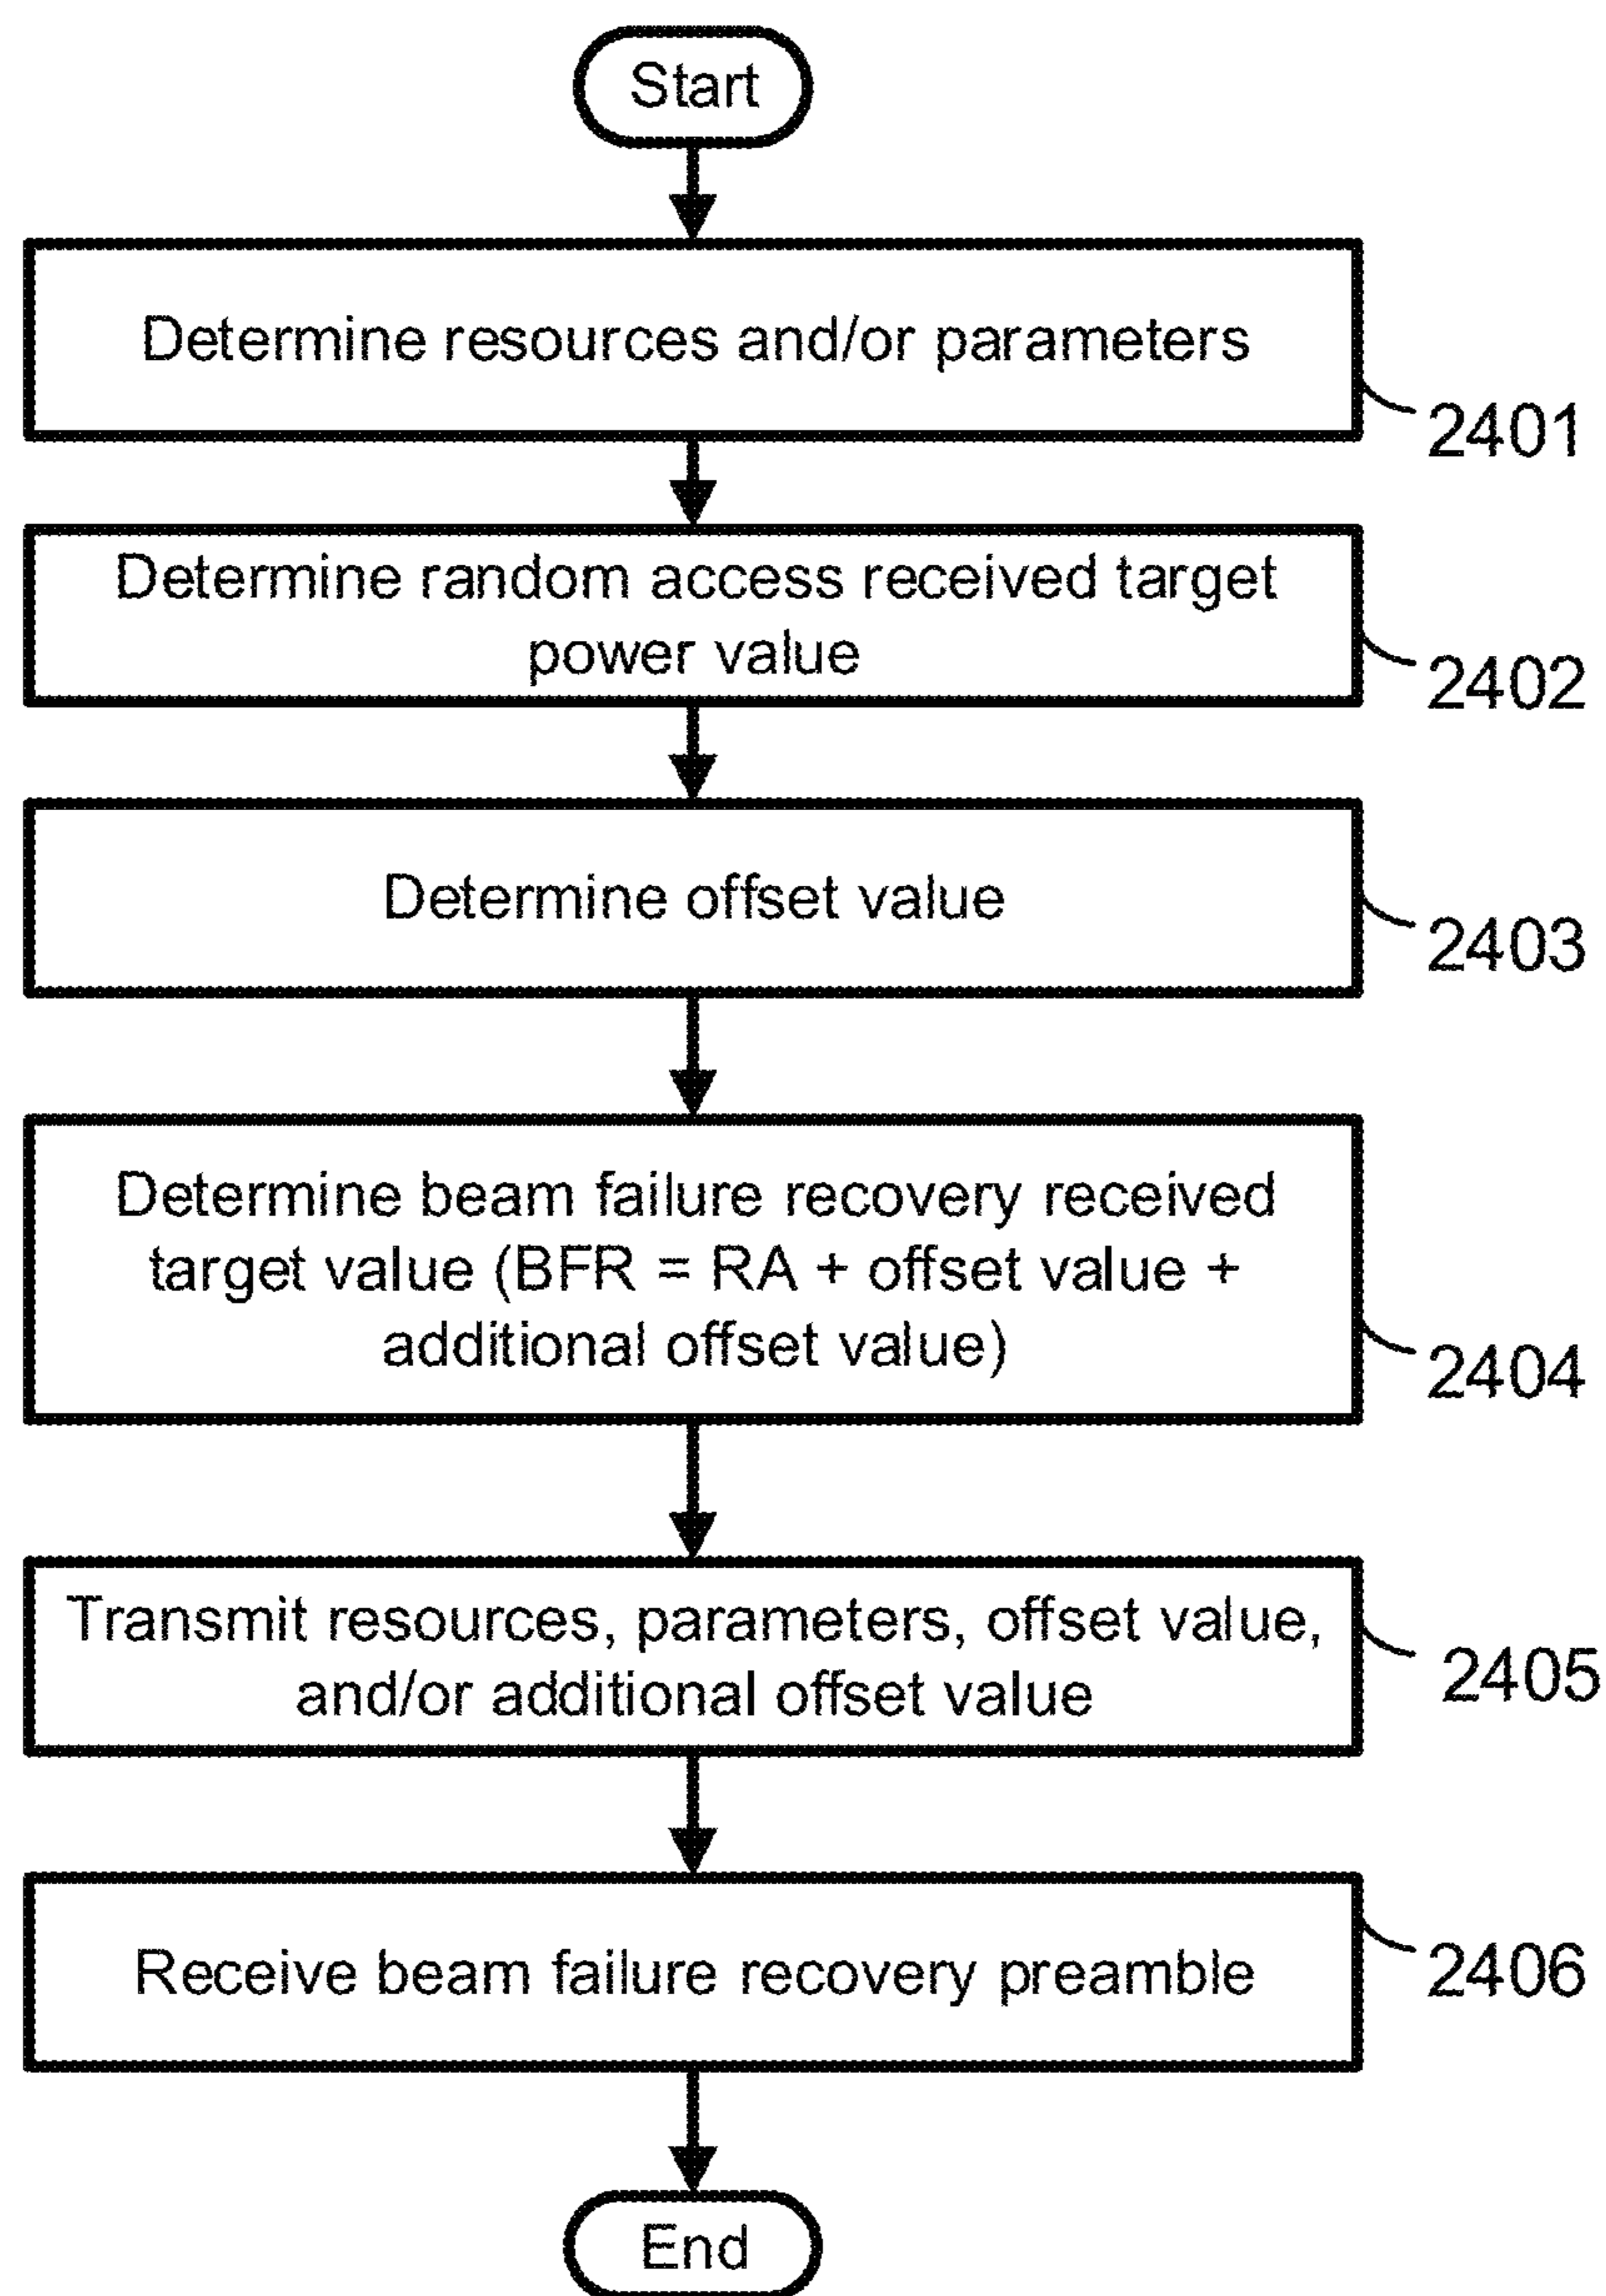 Start
Determine resources and/or parameters
2401
Determine random access received target
power value
2402
Determine offset value
2403
Determine beam failure recovery received
target value (BFR = RA + offset value +
additional offset value)
2404
Transmit resources, parameters, offset value,
and/or additional offset value
2405
Receive beam failure recovery preamble
2406
End